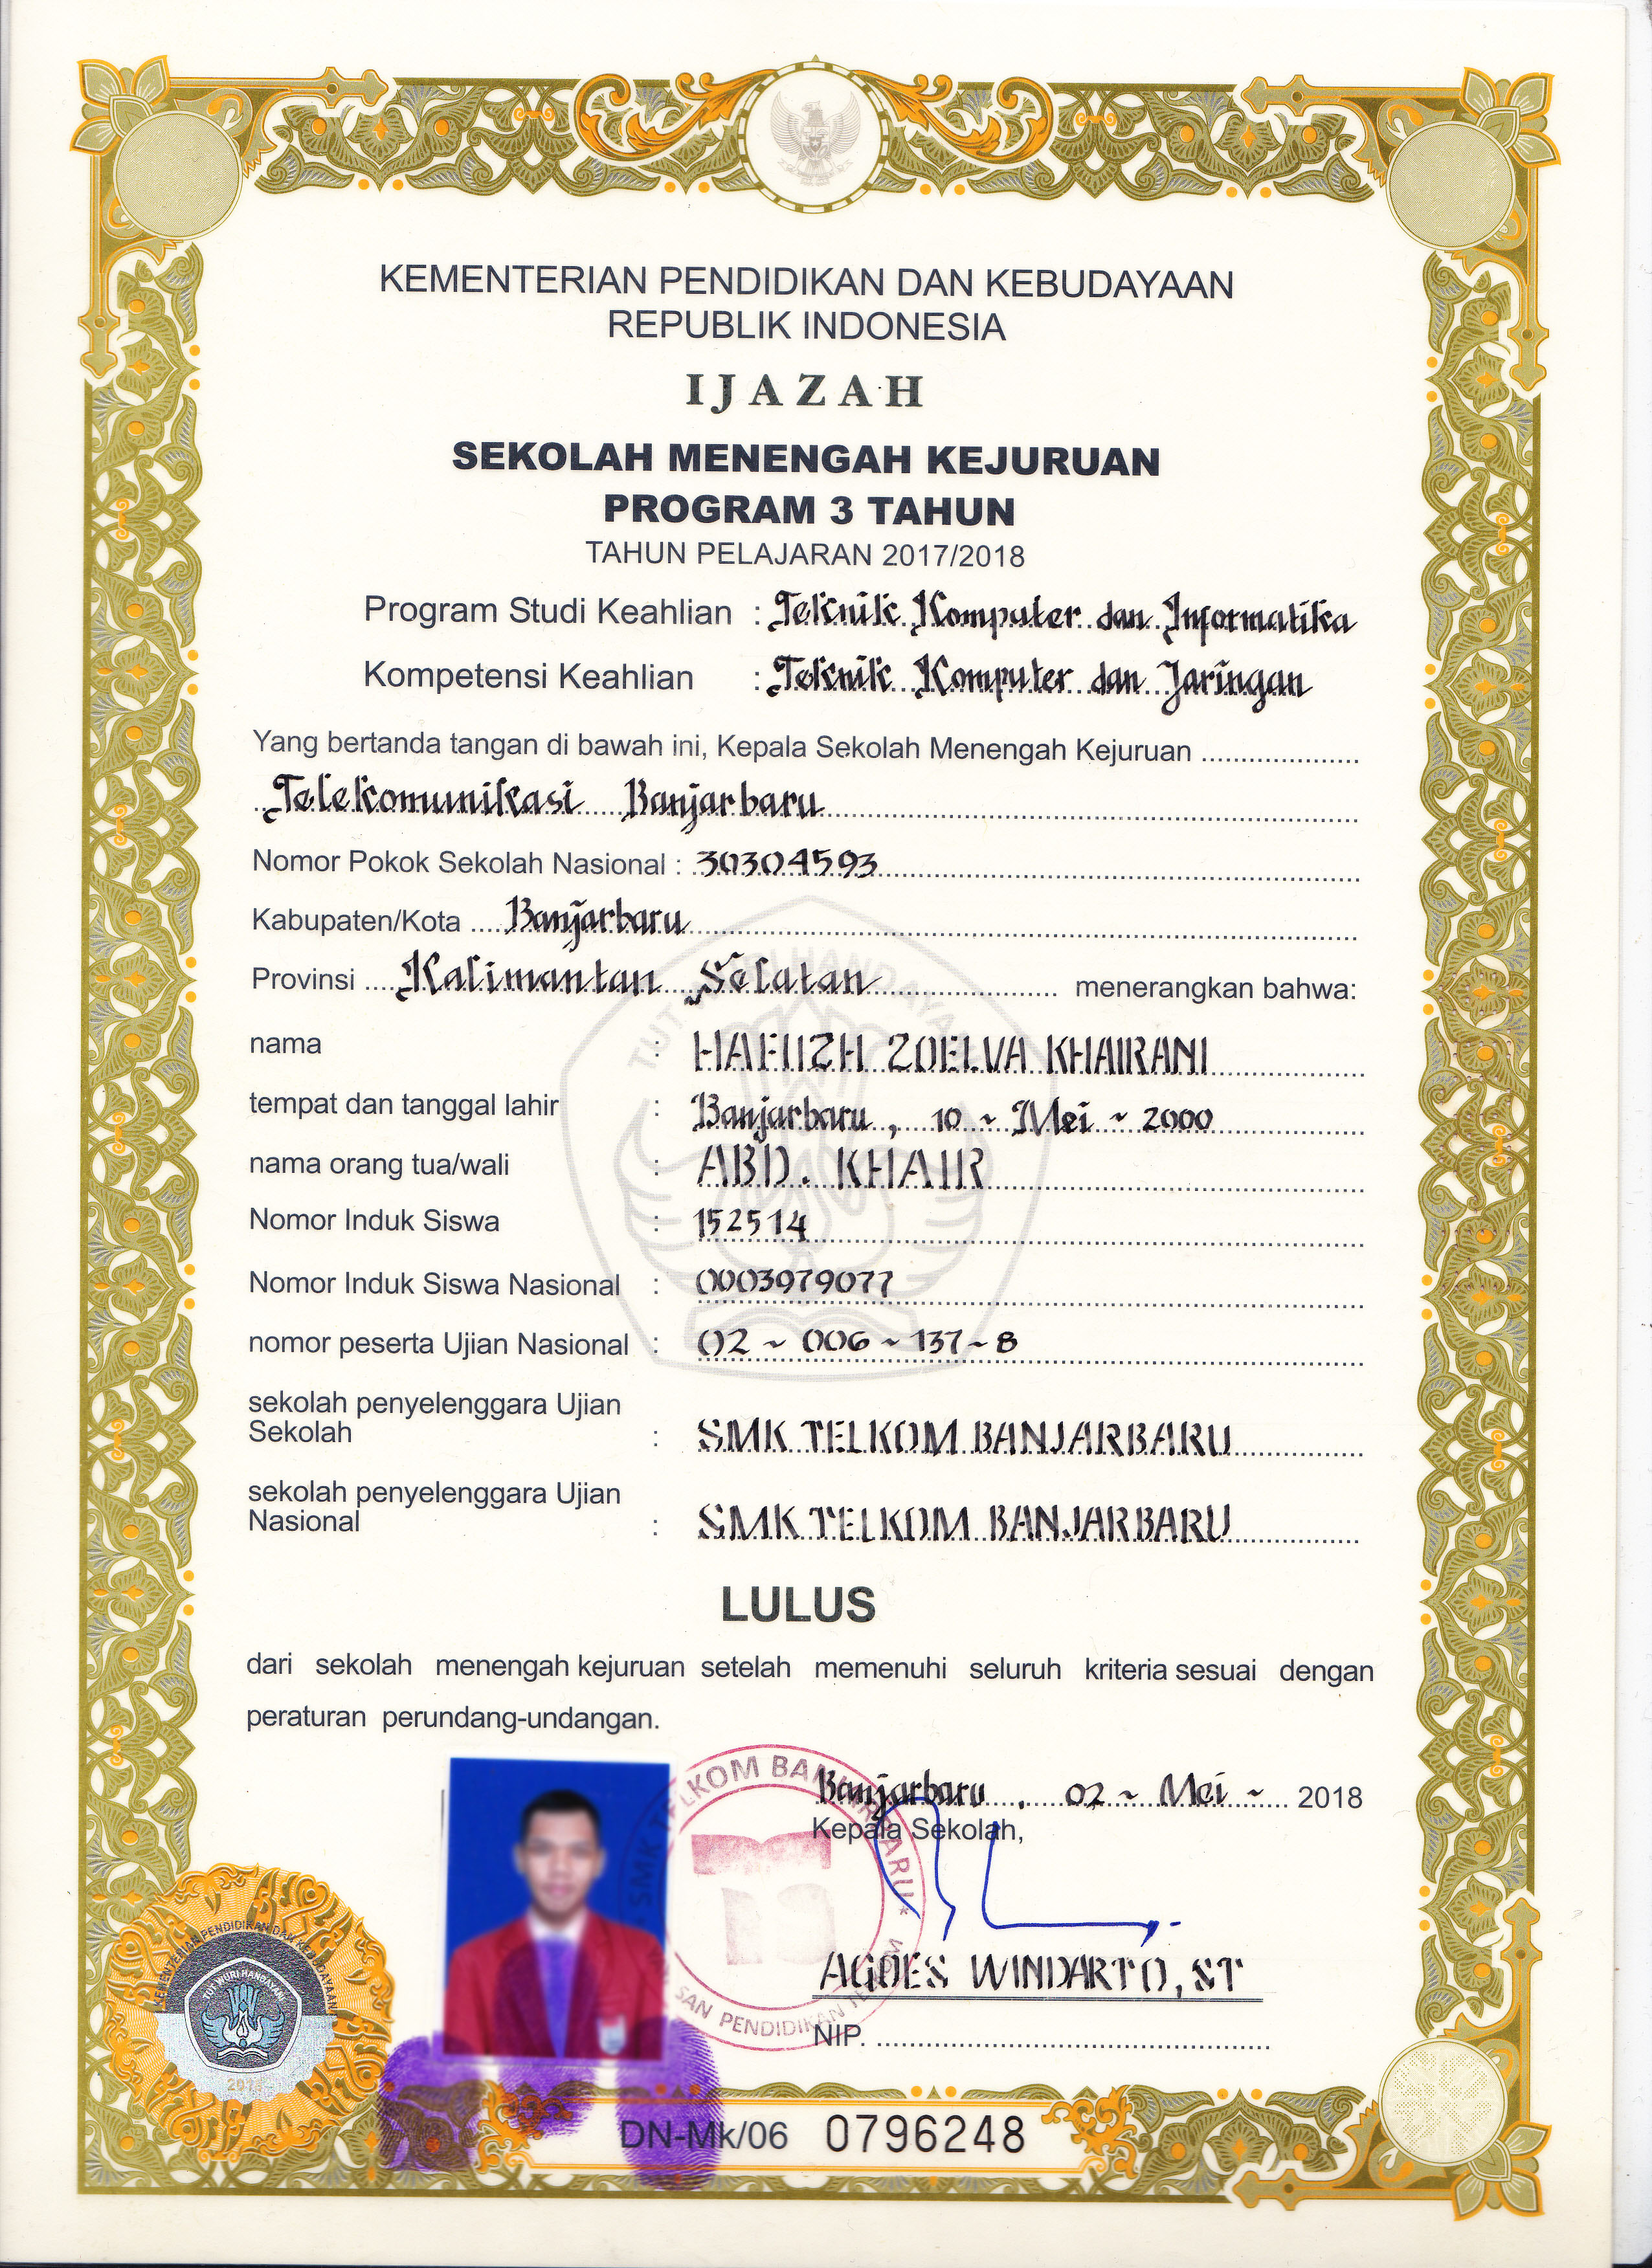 KEMENTERIAN PENDIDIKAN DAN KEBUDAYAAN
REPUBLIK INDONESIA
IJAZAH
SEKOLAH MENENGAH KEJURUAN
PROGRAM 3 TAHUN
TAHUN PELAJARAN 2017/2018
Program Studi Keahlian : Teknik Komputer dan Informatika
Kompetensi Keahlian : Teknik Komputer dan Jaringan
Yang bertanda tangan di bawah ini, Kepala Sekolah Menengah Kejuruan ....................
Telekomunikasi Banjarbaru
Nomor Pokok Sekolah Nasional : 30304593
Kabupaten/Kota .... Banjarbaru
Provinsi .... Kalimantan Selatan menerangkan bahwa:
TUT WURI HANDAYANI
nama : HAFIIZH ZOELVA KHAIRANI
tempat dan tanggal lahir : Banjarbaru, 10 ~ Mei ~ 2000
nama orang tua/wali : ABD. KHAIR
Nomor Induk Siswa : 152514
Nomor Induk Siswa Nasional : 0003979077
nomor peserta Ujian Nasional : 02 ~ 006 ~ 137 ~ 8
sekolah penyelenggara Ujian
Sekolah : SMK TELKOM BANJARBARU
sekolah penyelenggara Ujian
Nasional : SMK TELKOM BANJARBARU
LULUS
dari sekolah menengah kejuruan setelah memenuhi seluruh kriteria sesuai dengan
peraturan perundang-undangan.
Banjarbaru, 02 ~ Mei ~ 2018
Kepala Sekolah,
* SMK TELKOM BANJARBARU *
SAN PENDIDIKAN TELKOM
AGOES WINDARTO, ST
NIP. ....................
KEMENTERIAN PENDIDIKAN DAN KEBUDAYAAN
TUT WURI HANDAYANI
DN-Mk/06 0796248